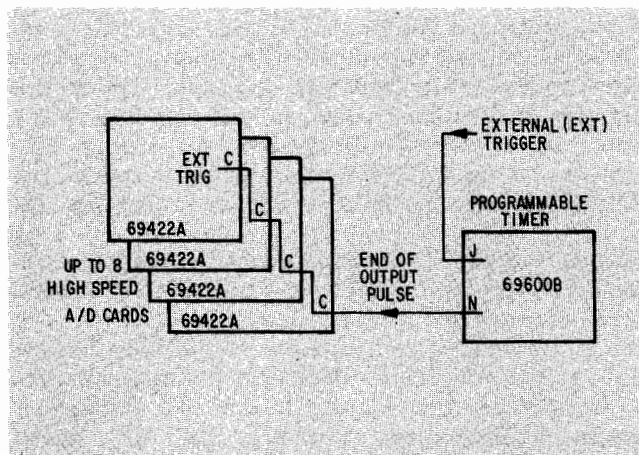 EXT C
TRIG
C
C
C
69422A
69422A
69422A
69422A
UP TO 8
HIGH SPEED
A/D CARDS
END OF
OUTPUT
PULSE
EXTERNAL (EXT)
TRIGGER
PROGRAMMABLE
TIMER
J
69600B
N